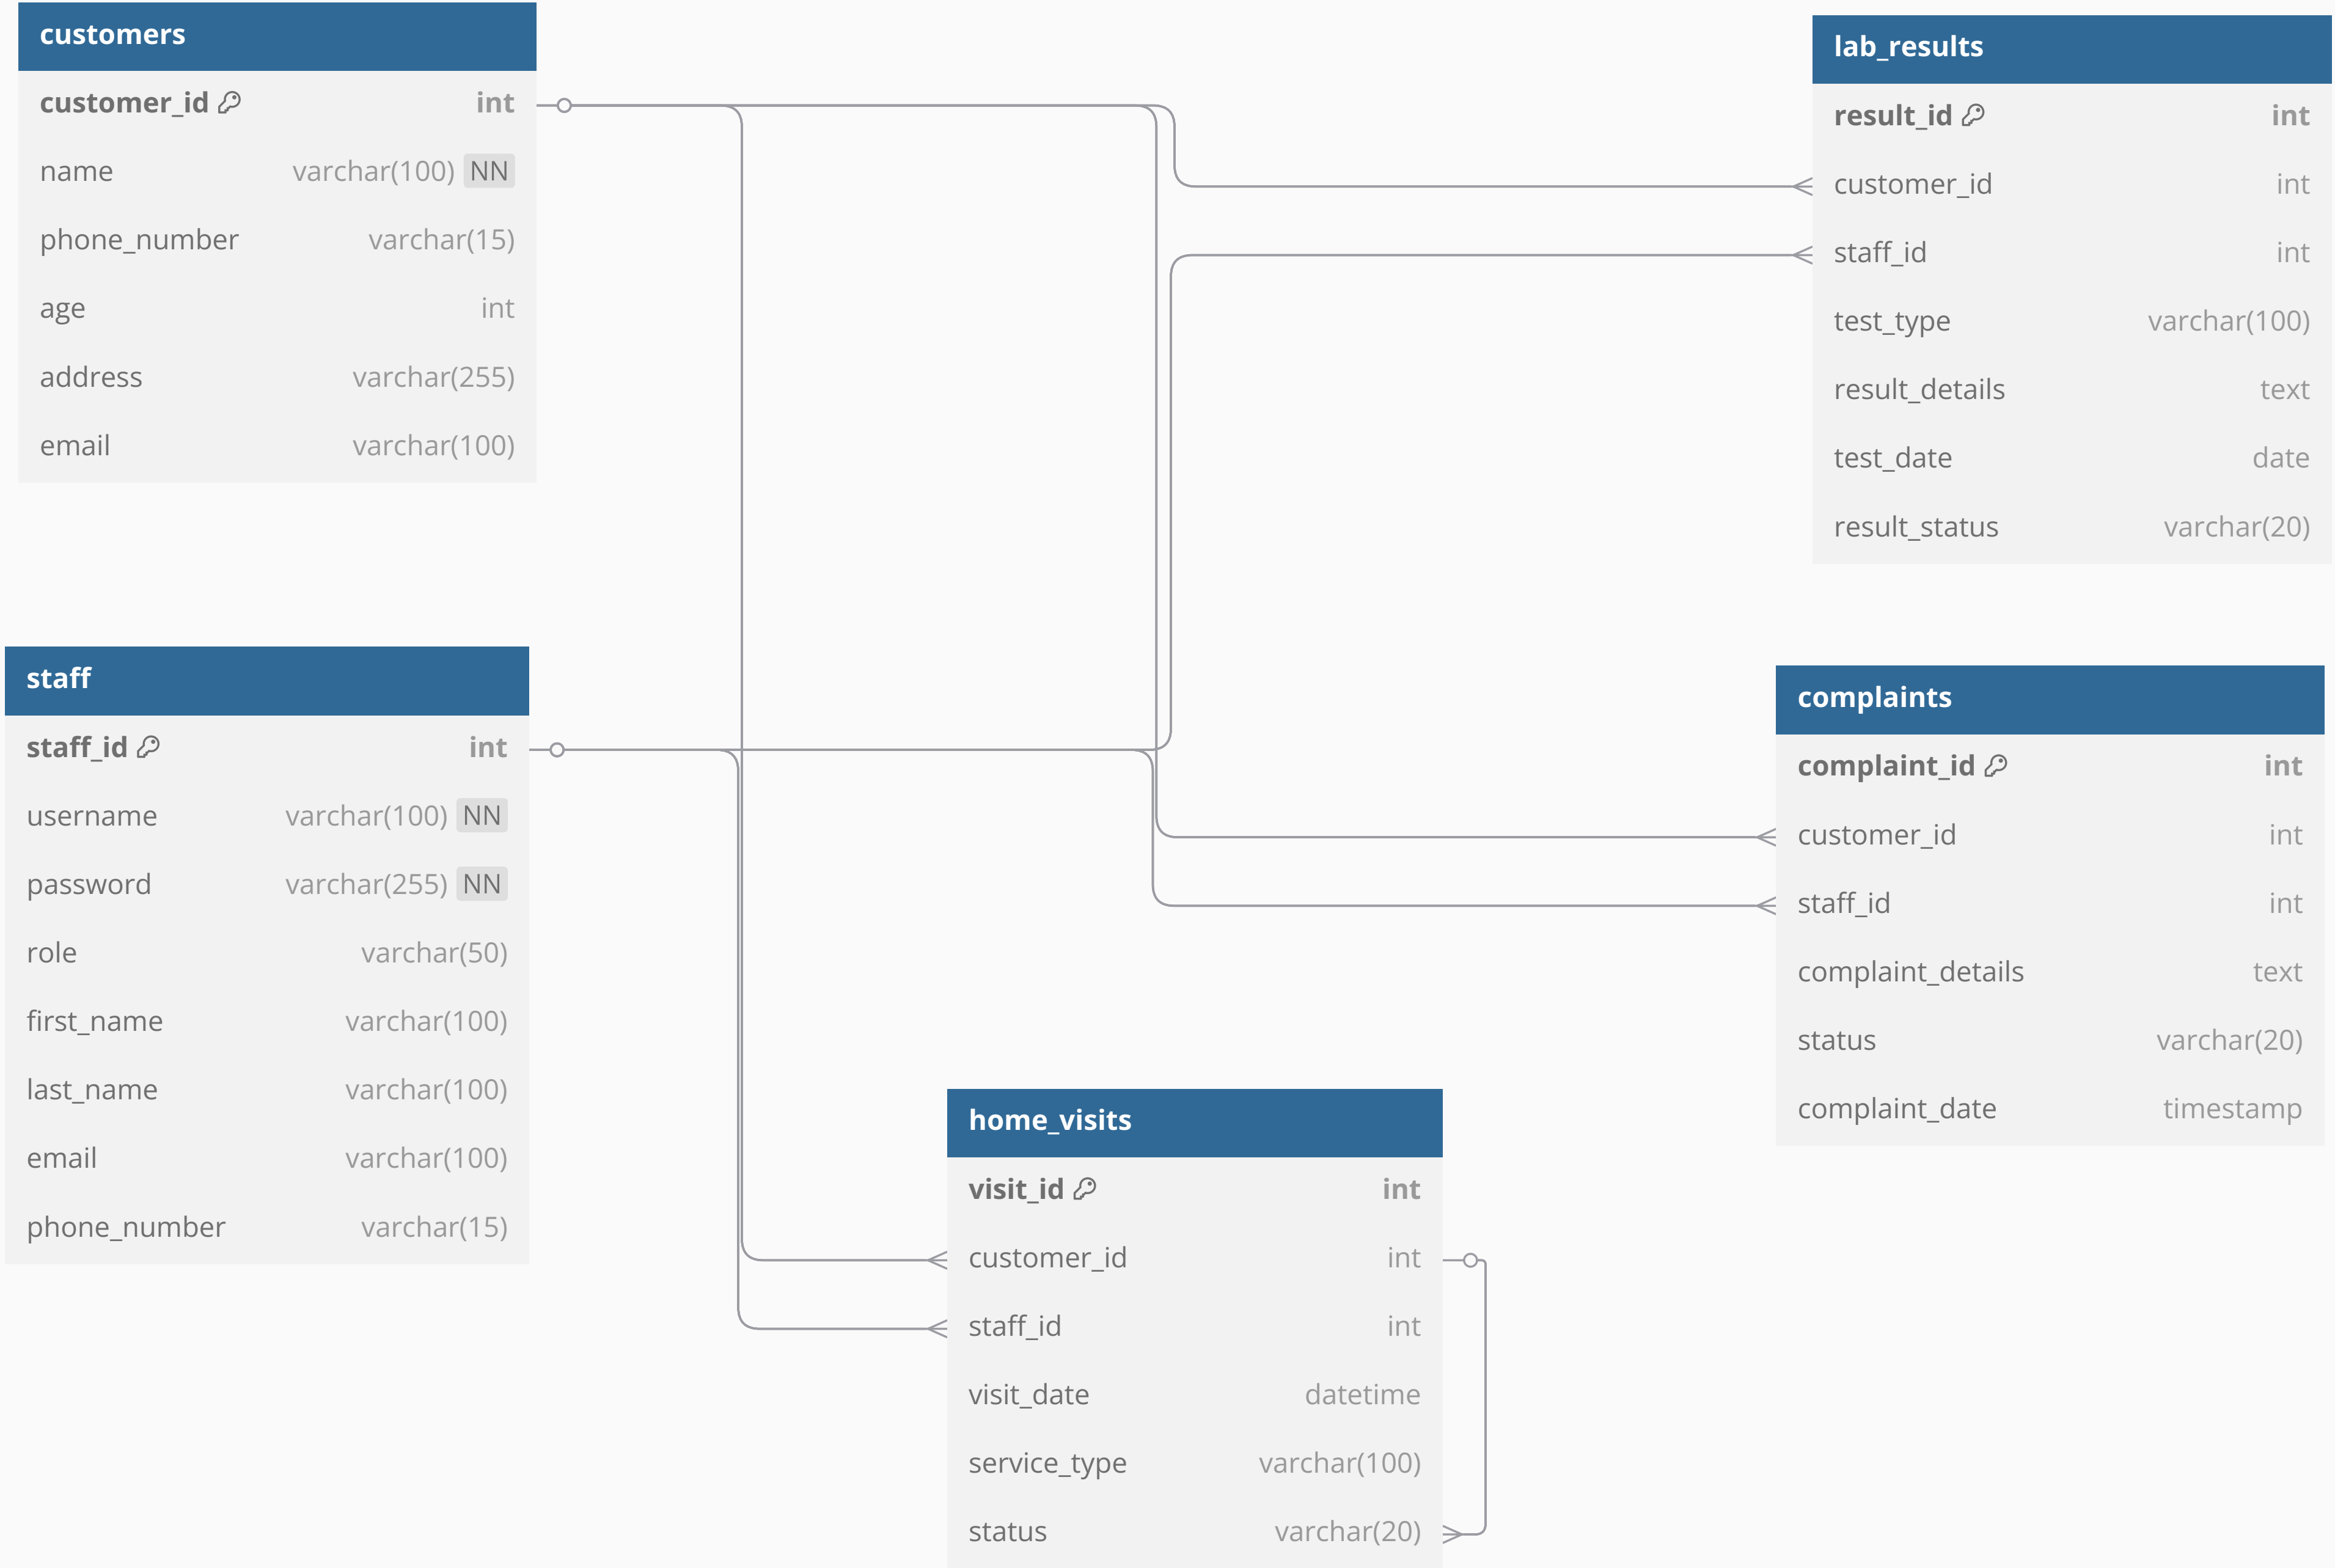 customers
customer_id int
name varchar(100) NN
phone_number varchar(15)
age int
address varchar(255)
email varchar(100)
lab_results
result_id int
customer_id int
staff_id int
test_type varchar(100)
result_details text
test_date date
result_status varchar(20)
staff
staff_id int
username varchar(100) NN
password varchar(255) NN
role varchar(50)
first_name varchar(100)
last_name varchar(100)
email varchar(100)
phone_number varchar(15)
complaints
complaint_id int
customer_id int
staff_id int
complaint_details text
status varchar(20)
complaint_date timestamp
home_visits
visit_id int
customer_id int
staff_id int
visit_date datetime
service_type varchar(100)
status varchar(20)